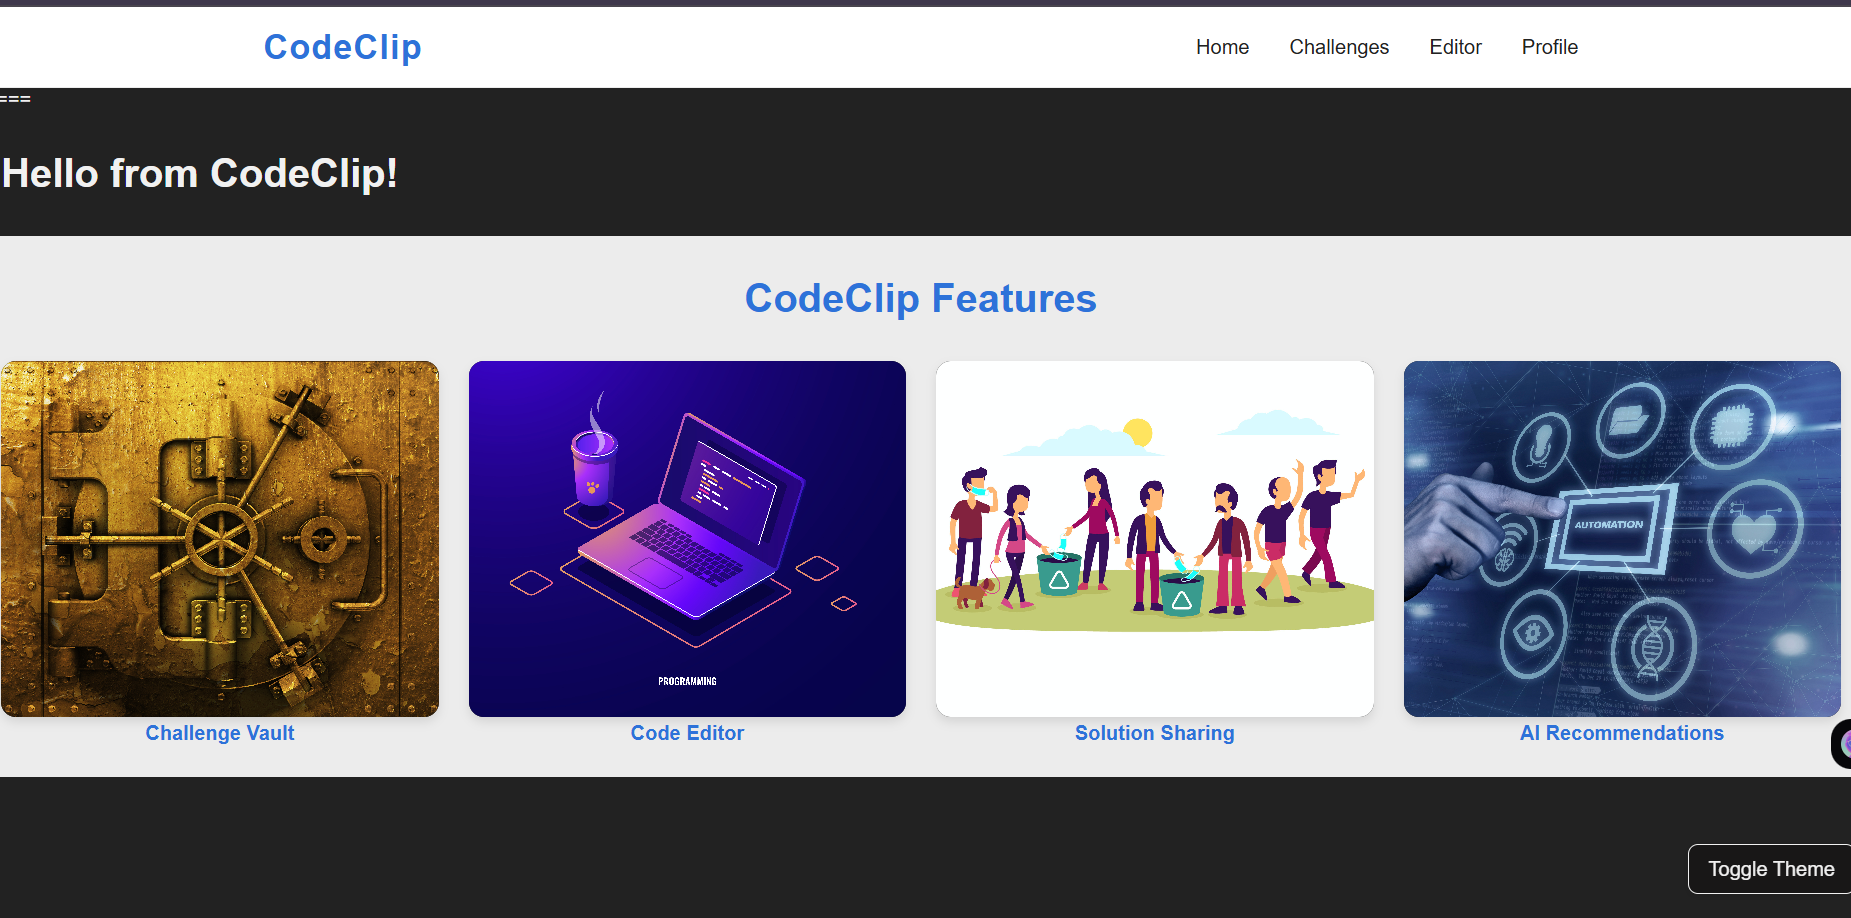 CodeClip
Home Challenges Editor Profile
===
Hello from CodeClip!
CodeClip Features
PROGRAMMING
AUTOMATION
Challenge Vault
Code Editor
Solution Sharing
AI Recommendations
Toggle Theme